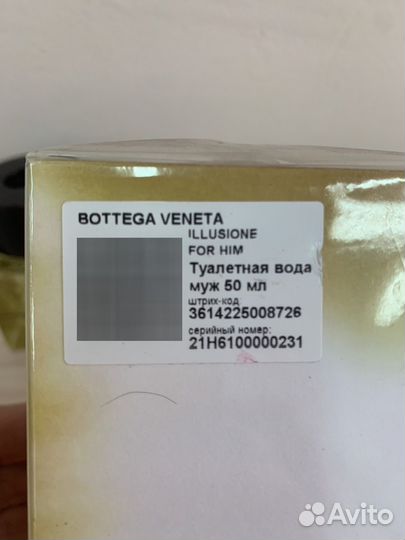 BOTTEGA VENETA
ILLUSIONE
FOR HIM
Туалетная вода
муж 50 мл
штрих-код:
3614225008726
серийный номер:
21H6100000231
Avito